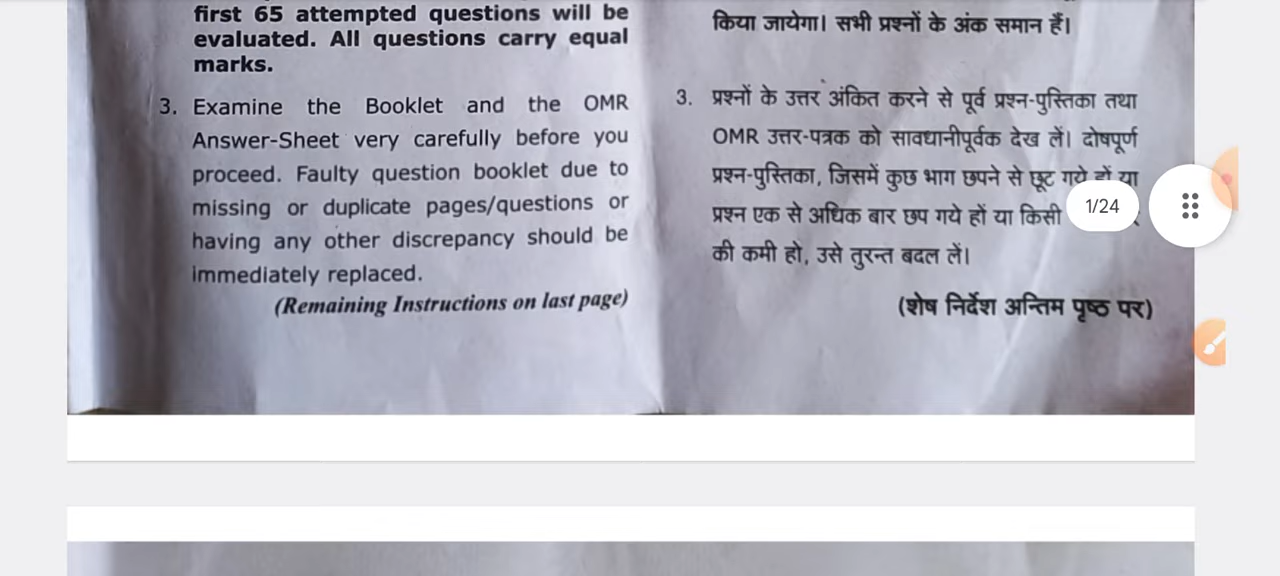 first 65 attempted questions will be
evaluated. All questions carry equal
marks.
3. Examine the Booklet and the OMR
Answer-Sheet very carefully before you
proceed. Faulty question booklet due to
missing or duplicate pages/questions or
having any other discrepancy should be
immediately replaced.
(Remaining Instructions on last page)
किया जायेगा। सभी प्रश्नों के अंक समान हैं।
3. प्रश्नों के उत्तर अंकित करने से पूर्व प्रश्न-पुस्तिका तथा
OMR उत्तर-पत्रक को सावधानीपूर्वक देख लें। दोषपूर्ण
प्रश्न-पुस्तिका, जिसमें कुछ भाग छपने से छूट गये हों या
प्रश्न एक से अधिक बार छप गये हों या किसी
की कमी हो, उसे तुरन्त बदल लें।
(शेष निर्देश अन्तिम पृष्ठ पर)
1/24